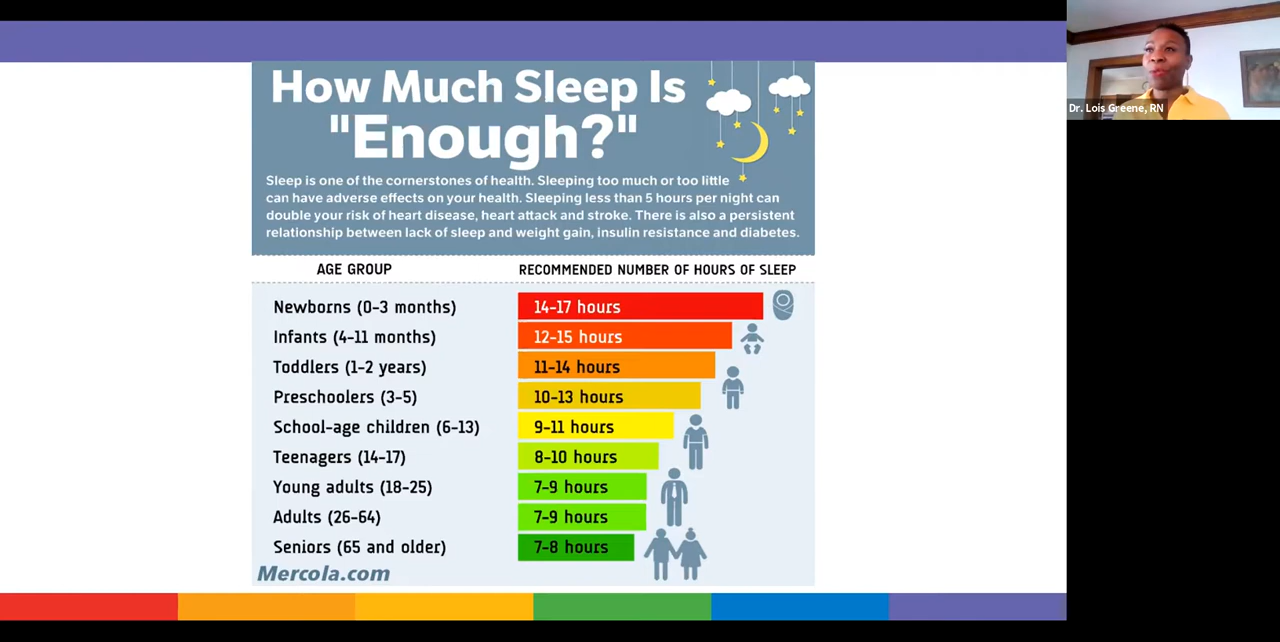 How Much Sleep Is
"Enough?"
Sleep is one of the cornerstones of health. Sleeping too much or too little
can have adverse effects on your health. Sleeping less than 5 hours per night can
double your risk of heart disease, heart attack and stroke. There is also a persistent
relationship between lack of sleep and weight gain, insulin resistance and diabetes.
AGE GROUP RECOMMENDED NUMBER OF HOURS OF SLEEP
Newborns (0-3 months) 14-17 hours
Infants (4-11 months) 12-15 hours
Toddlers (1-2 years) 11-14 hours
Preschoolers (3-5) 10-13 hours
School-age children (6-13) 9-11 hours
Teenagers (14-17) 8-10 hours
Young adults (18-25) 7-9 hours
Adults (26-64) 7-9 hours
Seniors (65 and older) 7-8 hours
Mercola.com
Dr. Lois Greene, RN